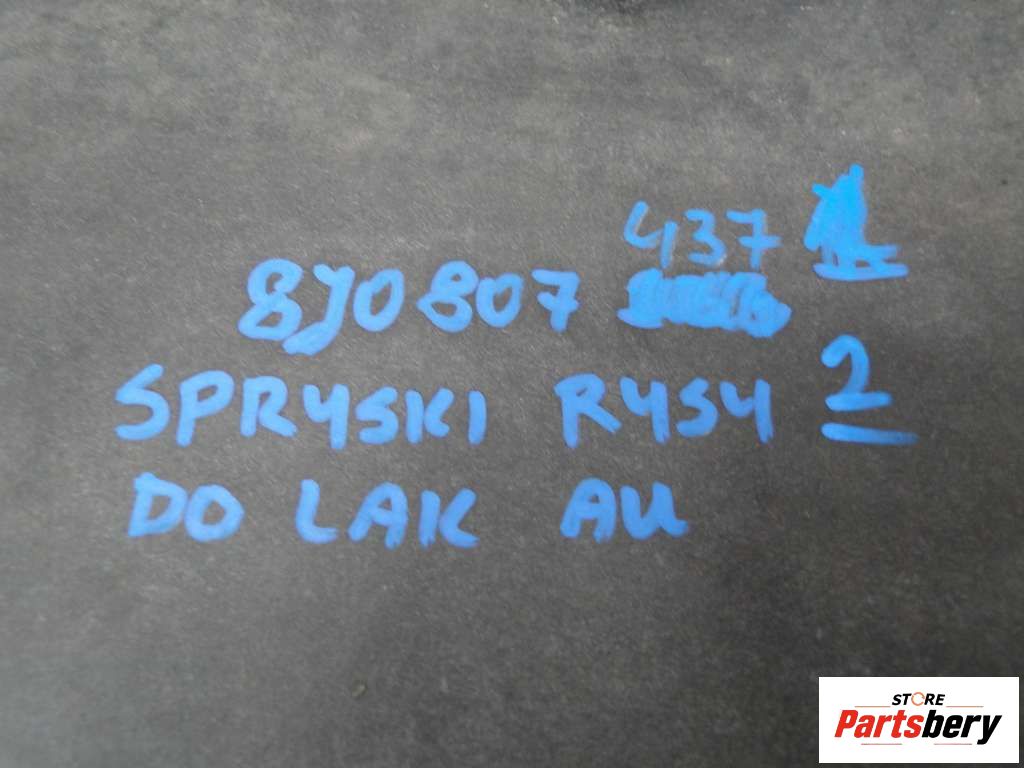 8J0 807 437
SPRYSKI RYSY 2
DO LAK AU
STORE
Partsbery